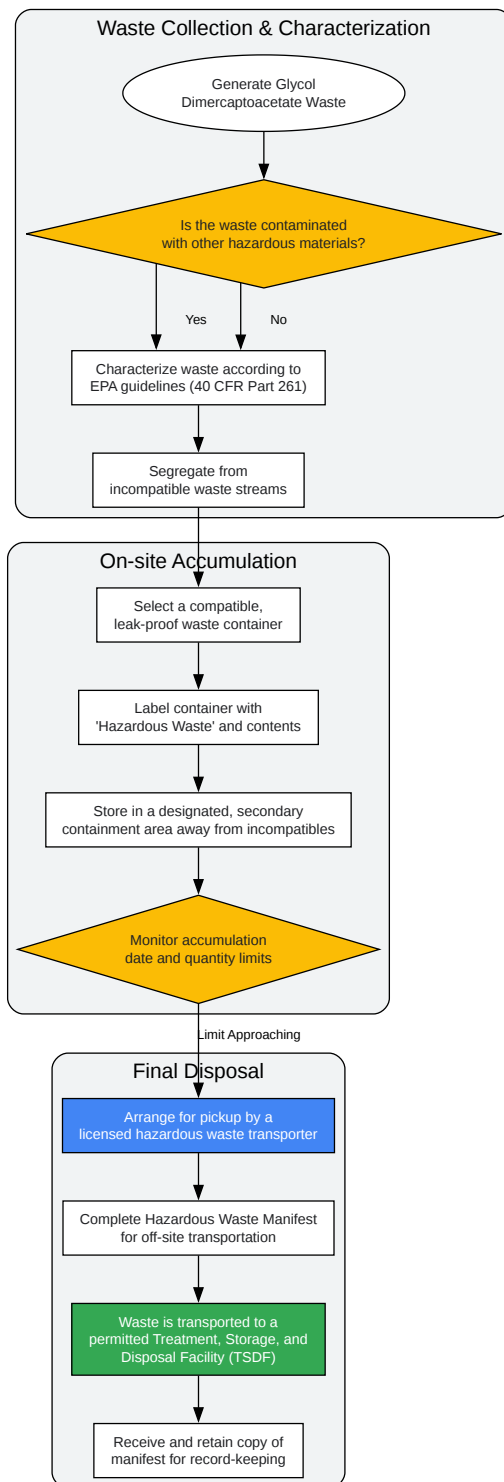 Waste Collection & Characterization
Generate Glycol
Dimercaptoacetate Waste
Is the waste contaminated
with other hazardous materials?
Yes
No
Characterize waste according to
EPA guidelines (40 CFR Part 261)
Segregate from
incompatible waste streams
On-site Accumulation
Select a compatible,
leak-proof waste container
Label container with
'Hazardous Waste' and contents
Store in a designated, secondary
containment area away from incompatibles
Monitor accumulation
date and quantity limits
Limit Approaching
Final Disposal
Arrange for pickup by a
licensed hazardous waste transporter
Complete Hazardous Waste Manifest
for off-site transportation
Waste is transported to a
permitted Treatment, Storage, and
Disposal Facility (TSDF)
Receive and retain copy of
manifest for record-keeping